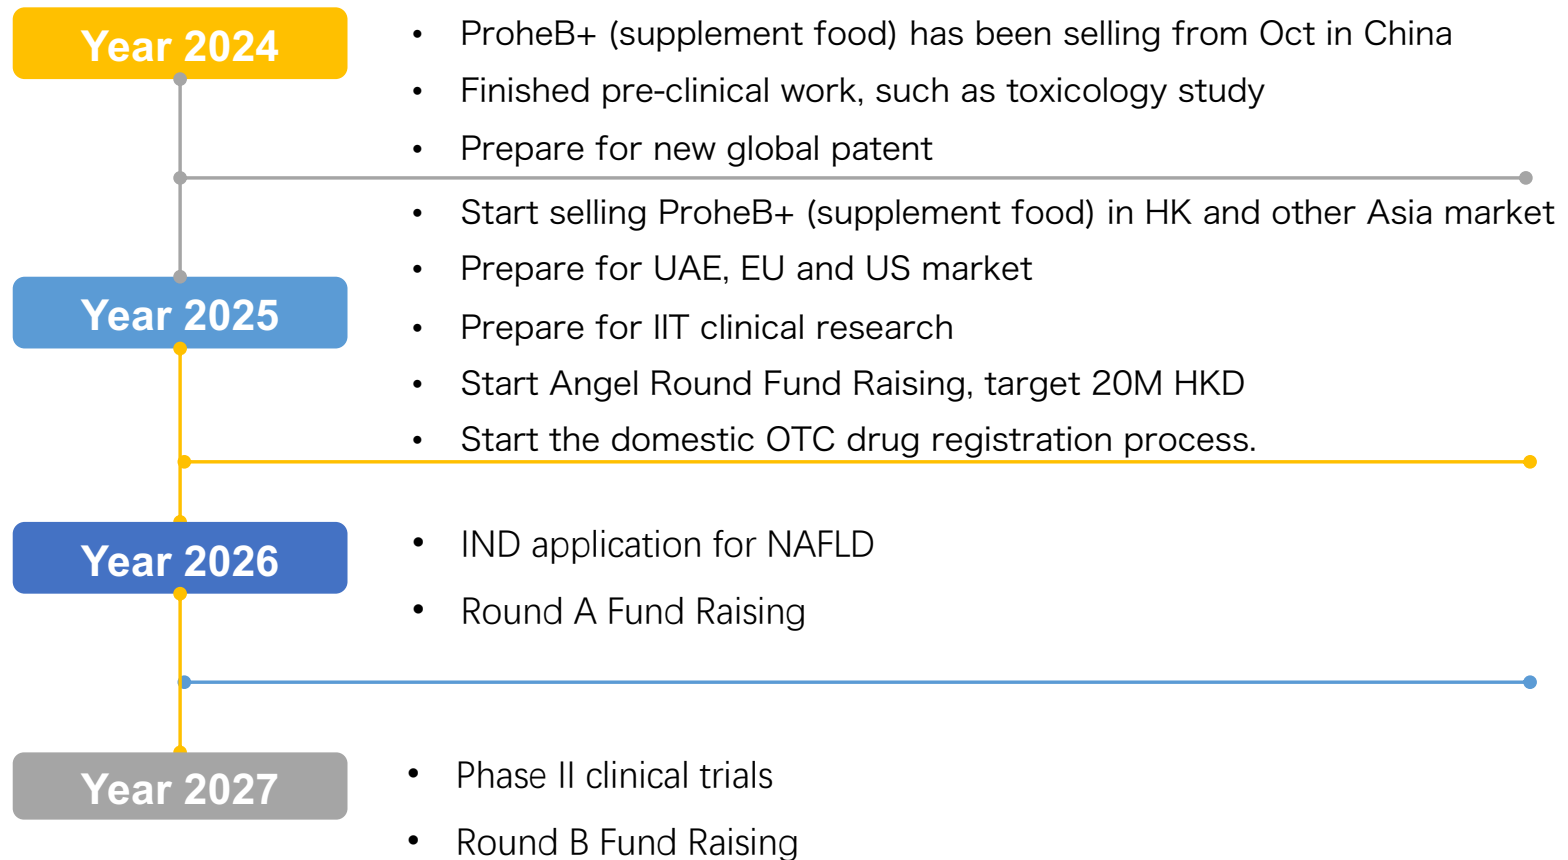 Year 2024
• ProheB+ (supplement food) has been selling from Oct in China
• Finished pre-clinical work, such as toxicology study
• Prepare for new global patent
Year 2025
• Start selling ProheB+ (supplement food) in HK and other Asia market
• Prepare for UAE, EU and US market
• Prepare for IIT clinical research
• Start Angel Round Fund Raising, target 20M HKD
• Start the domestic OTC drug registration process.
Year 2026
• IND application for NAFLD
• Round A Fund Raising
Year 2027
• Phase II clinical trials
• Round B Fund Raising